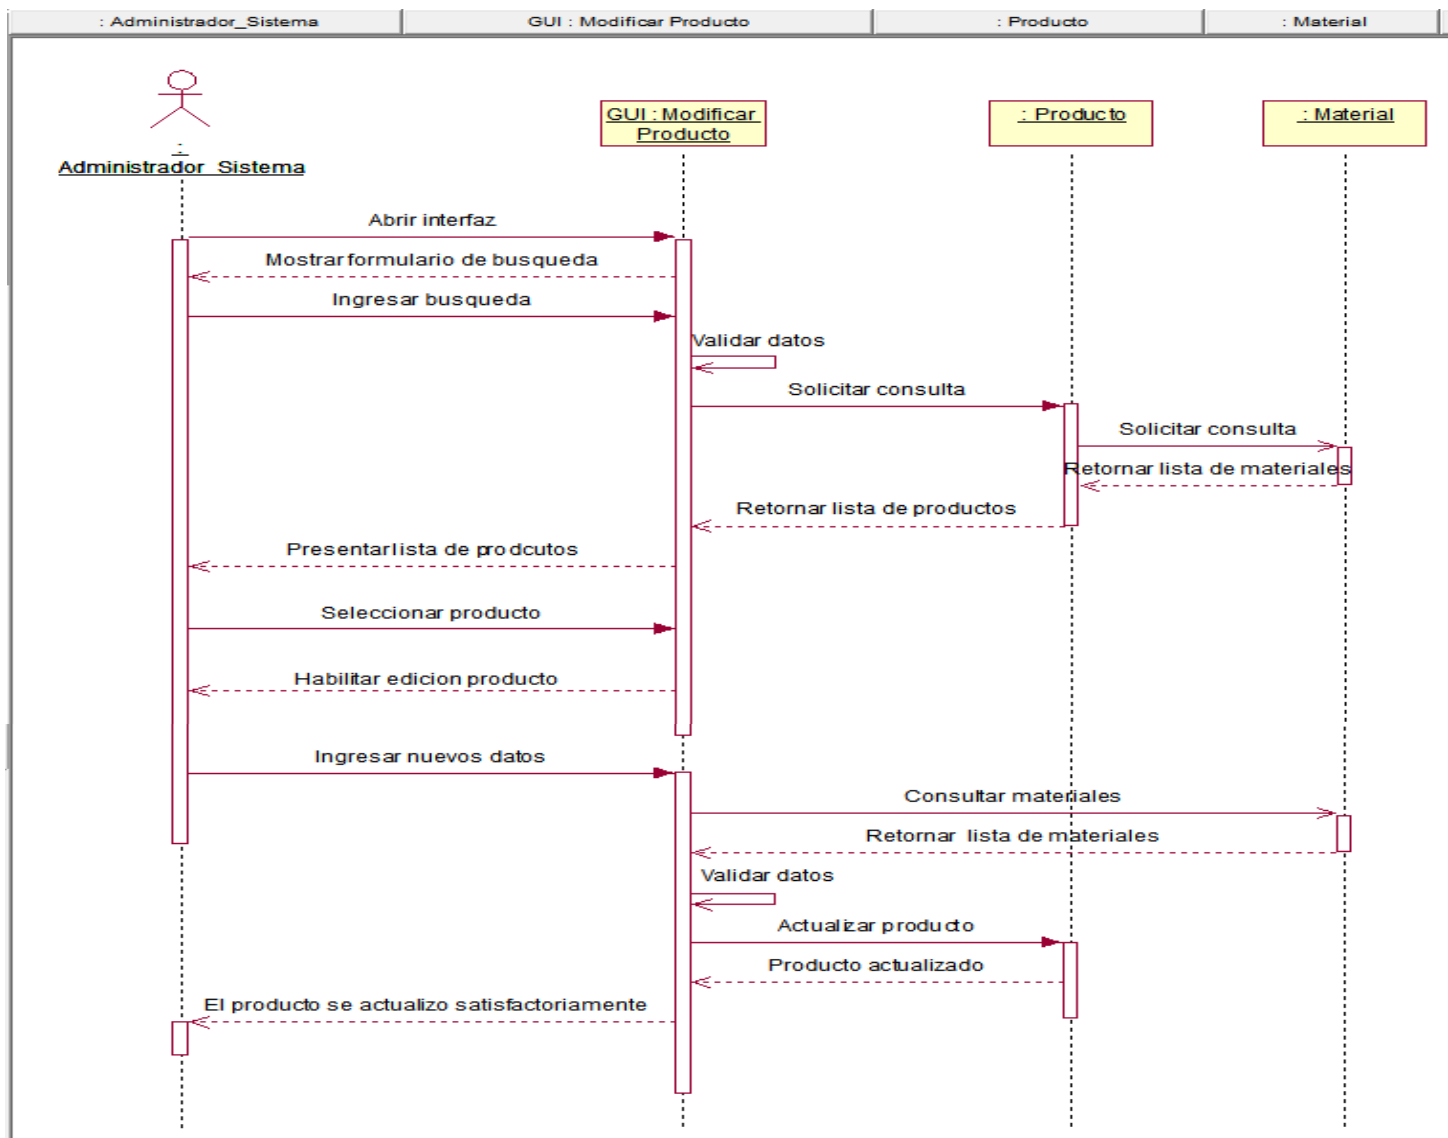 : Administrador_Sistema
GUI : Modificar Producto
: Producto
: Material
GUI : Modificar
Producto
: Producto
: Material
:
Administrador_Sistema
Abrir interfaz
Mostrar formulario de busqueda
Ingresar busqueda
Validar datos
Solicitar consulta
Solicitar consulta
Retornar lista de materiales
Retornar lista de productos
Presentar lista de prodcutos
Seleccionar producto
Habilitar edicion producto
Ingresar nuevos datos
Consultar materiales
Retornar lista de materiales
Validar datos
Actualizar producto
Producto actualizado
El producto se actualizo satisfactoriamente